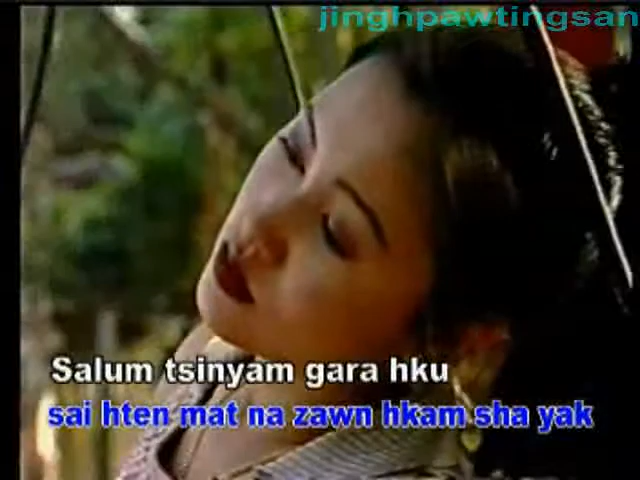 jinghpawtingsan
Salum tsinyam gara hku
sai hten mat na zawn hkam sha yak